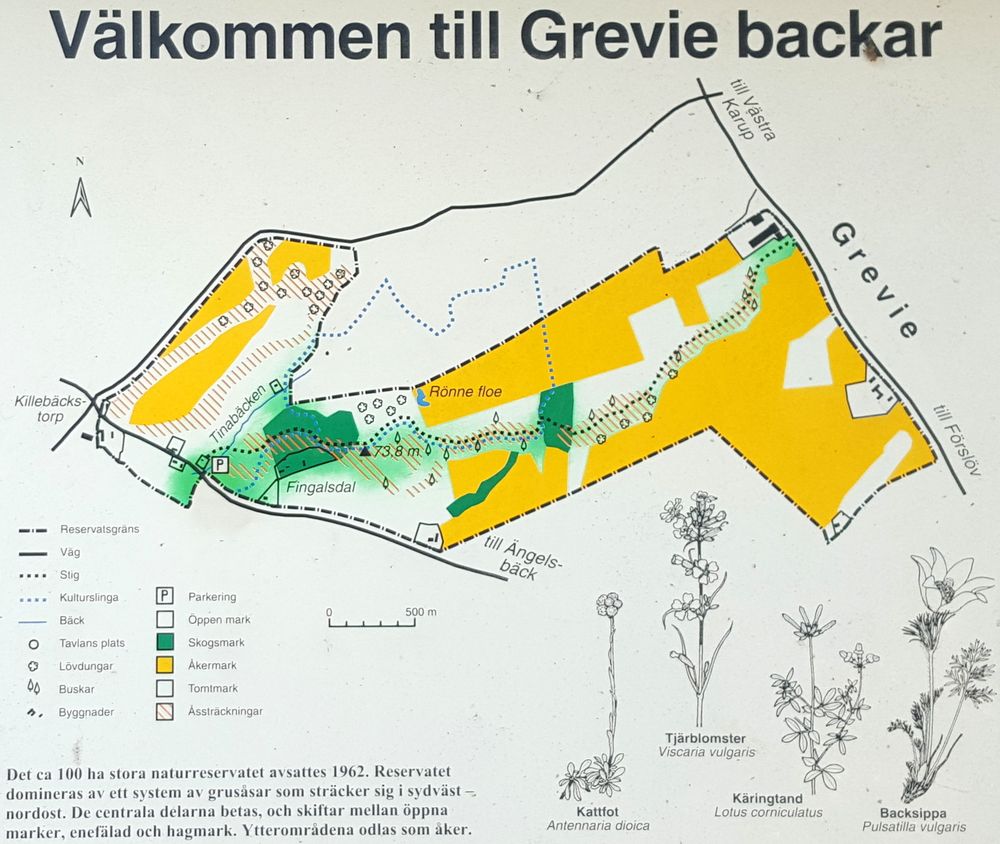 Välkommen till Grevie backar
till Västra
Karup
N
Grevie
Killebäcks-
torp
Tinabäcken
Rönne floe
73,8 m
P
Fingalsdal
till Förslöv
till Ängels-
bäck
Reservatsgräns
Väg
Stig
Kulturslinga
Bäck
Tavlans plats
Lövdungar
Buskar
Byggnader
P Parkering
Öppen mark
Skogsmark
Åkermark
Tomtmark
Åssträckningar
0 500 m
Tjärblomster
Viscaria vulgaris
Kattfot
Antennaria dioica
Käringtand
Lotus corniculatus
Backsippa
Pulsatilla vulgaris
Det ca 100 ha stora naturreservatet avsattes 1962. Reservatet
domineras av ett system av grusåsar som sträcker sig i sydväst –
nordost. De centrala delarna betas, och skiftar mellan öppna
marker, enefälad och hagmark. Ytterområdena odlas som åker.